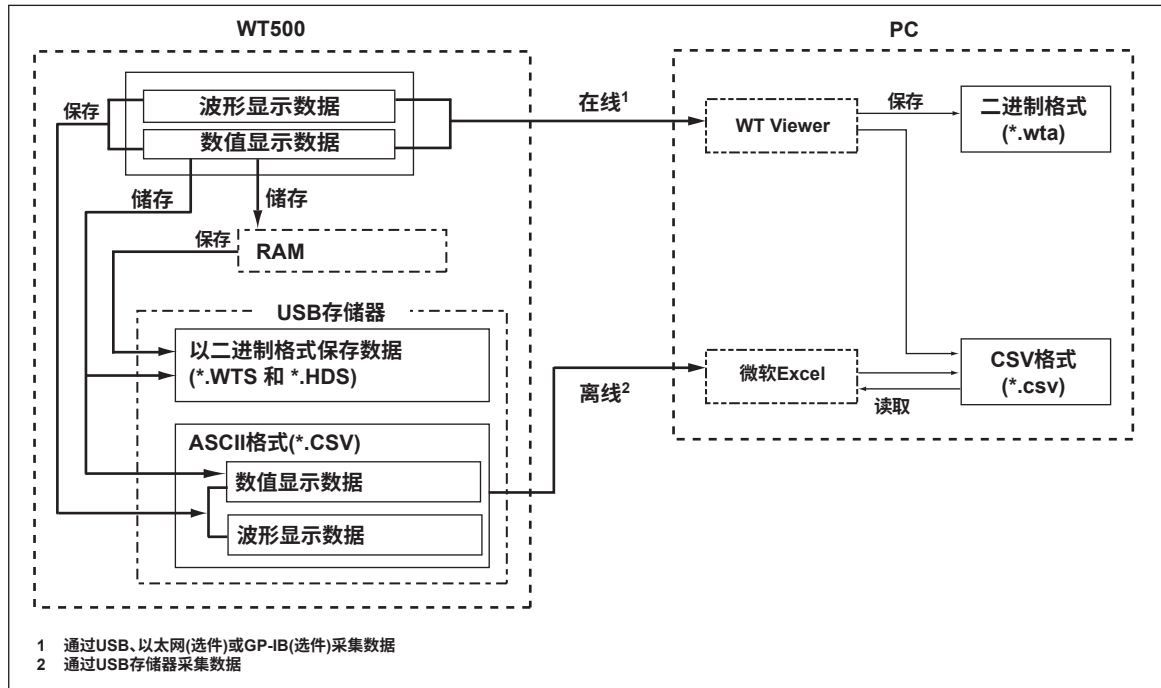 WT500
PC
保存
波形显示数据
数值显示数据
在线1
WT Viewer
保存
二进制格式
(*.wta)
储存
储存
保存
RAM
USB存储器
以二进制格式保存数据
(*.WTS 和 *.HDS)
离线2
微软Excel
读取
CSV格式
(*.csv)
ASCII格式(*.CSV)
数值显示数据
波形显示数据
1 通过USB、以太网(选件)或GP-IB(选件)采集数据
2 通过USB存储器采集数据